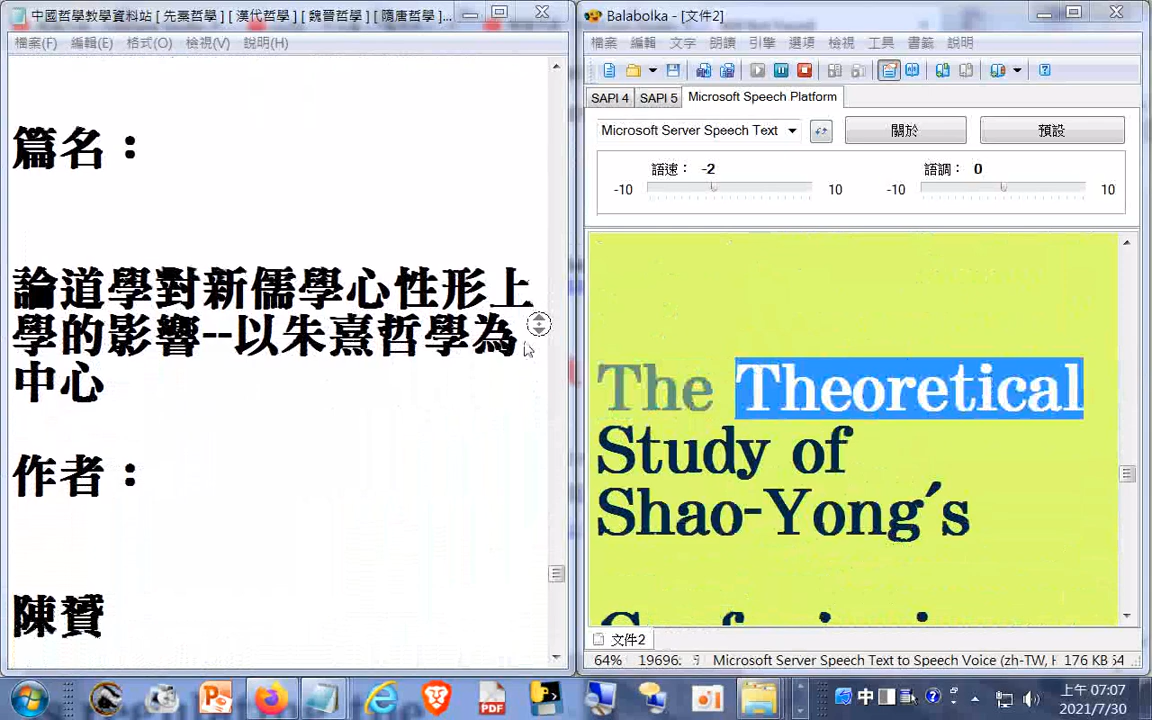 中國哲學教學資料站 [ 先秦哲學 ] [ 漢代哲學 ] [ 魏晉哲學 ] [ 隋唐哲學 ]...
檔案(F) 編輯(E) 格式(O) 檢視(V) 說明(H)
篇名：
論道學對新儒學心性形上
學的影響--以朱熹哲學為
中心
作者：
陳贇
Balabolka - [文件2]
檔案 編輯 文字 朗讀 引擎 選項 檢視 工具 書籤 說明
SAPI 4 SAPI 5 Microsoft Speech Platform
Microsoft Server Speech Text 關於 預設
語速： -2 語調： 0
-10 10 -10 10
The Theoretical
Study of
Shao-Yong's
文件2
64% 19696. Microsoft Server Speech Text to Speech Voice (zh-TW, H 176 KB
PDF 中 上午 07:07
2021/7/30